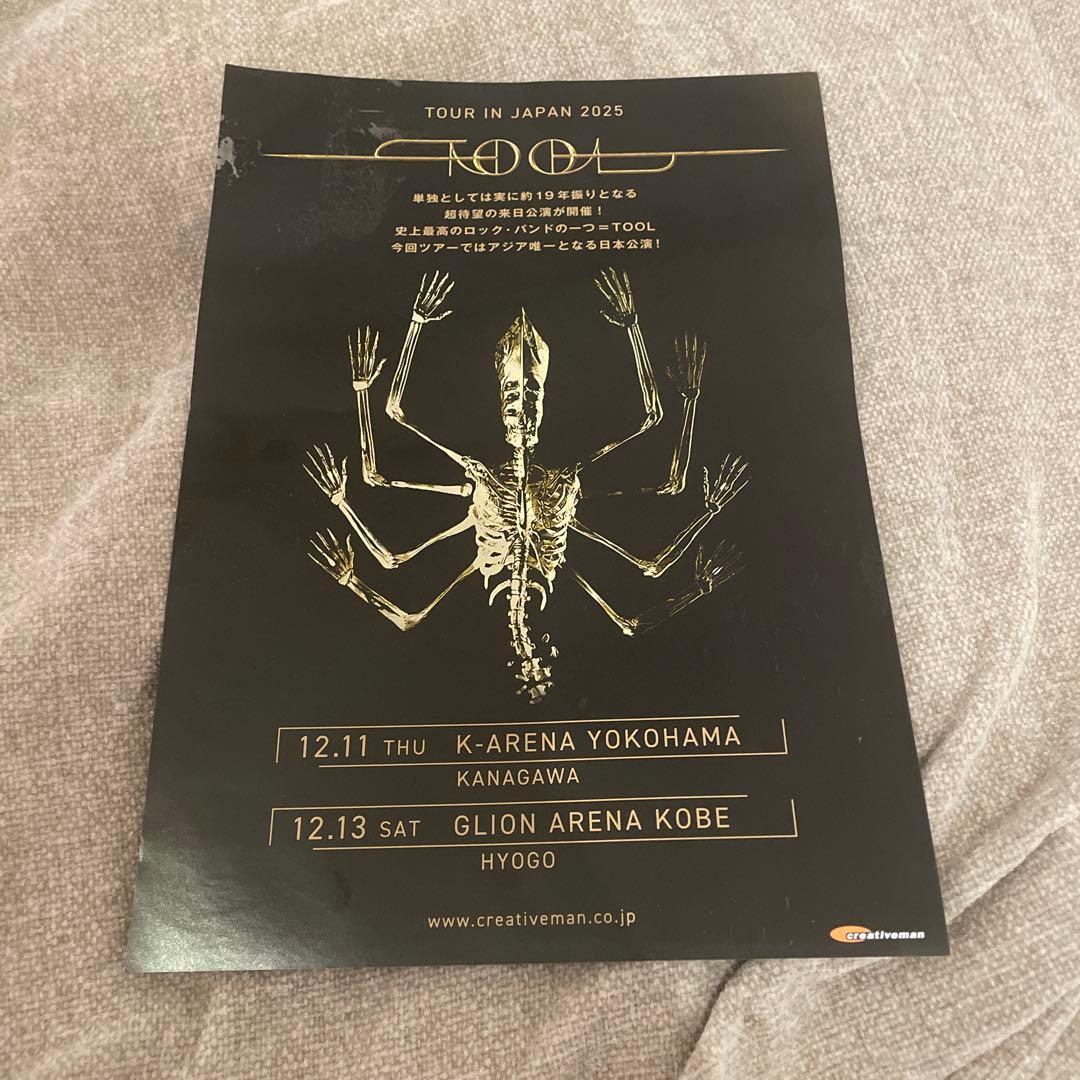 TOUR IN JAPAN 2025
TOOL
単独としては実に約19年振りとなる
超待望の来日公演が開催！
史上最高のロック・バンドの一つ＝TOOL
今回ツアーではアジア唯一となる日本公演！
12.11 THU K-ARENA YOKOHAMA
KANAGAWA
12.13 SAT GLION ARENA KOBE
HYOGO
www.creativeman.co.jp
creativeman